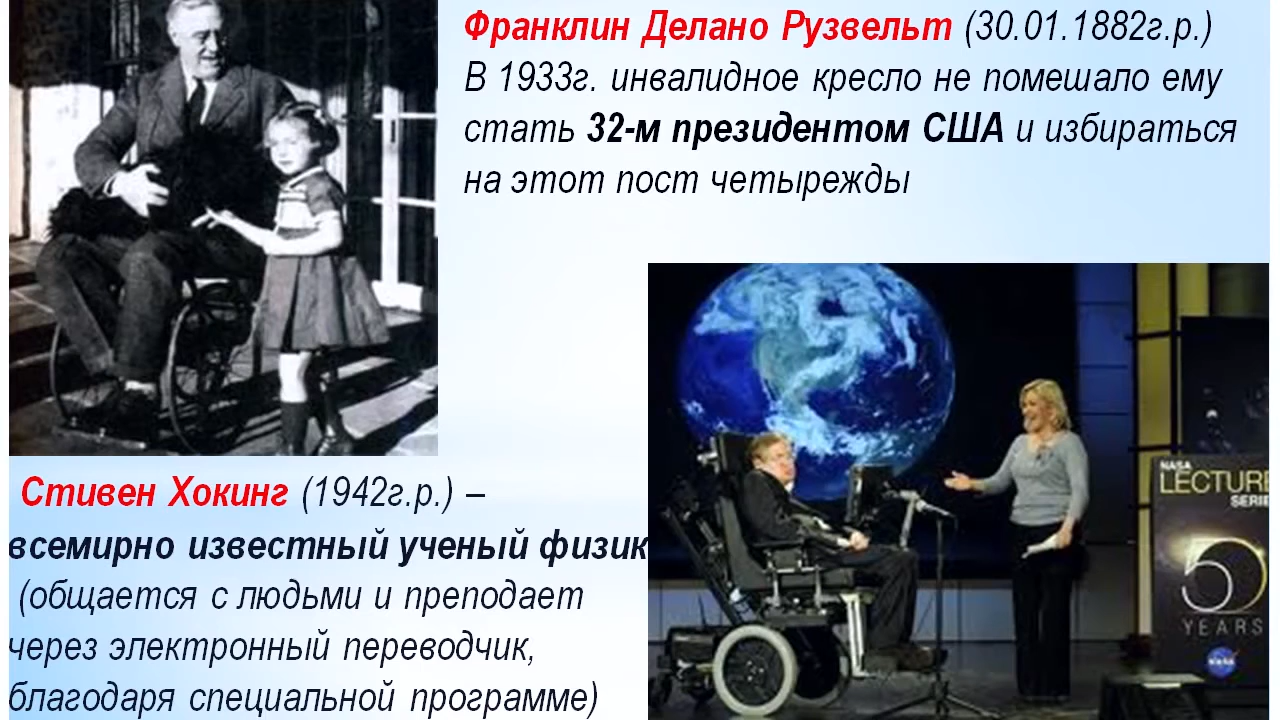 Франклин Делано Рузвельт (30.01.1882г.р.)
В 1933г. инвалидное кресло не помешало ему
стать 32-м президентом США и избираться
на этот пост четырежды
Стивен Хокинг (1942г.р.) –
всемирно известный ученый физик
(общается с людьми и преподает
через электронный переводчик,
благодаря специальной программе)
NASA
LECTURE
SERIE
50
YEARS
NASA